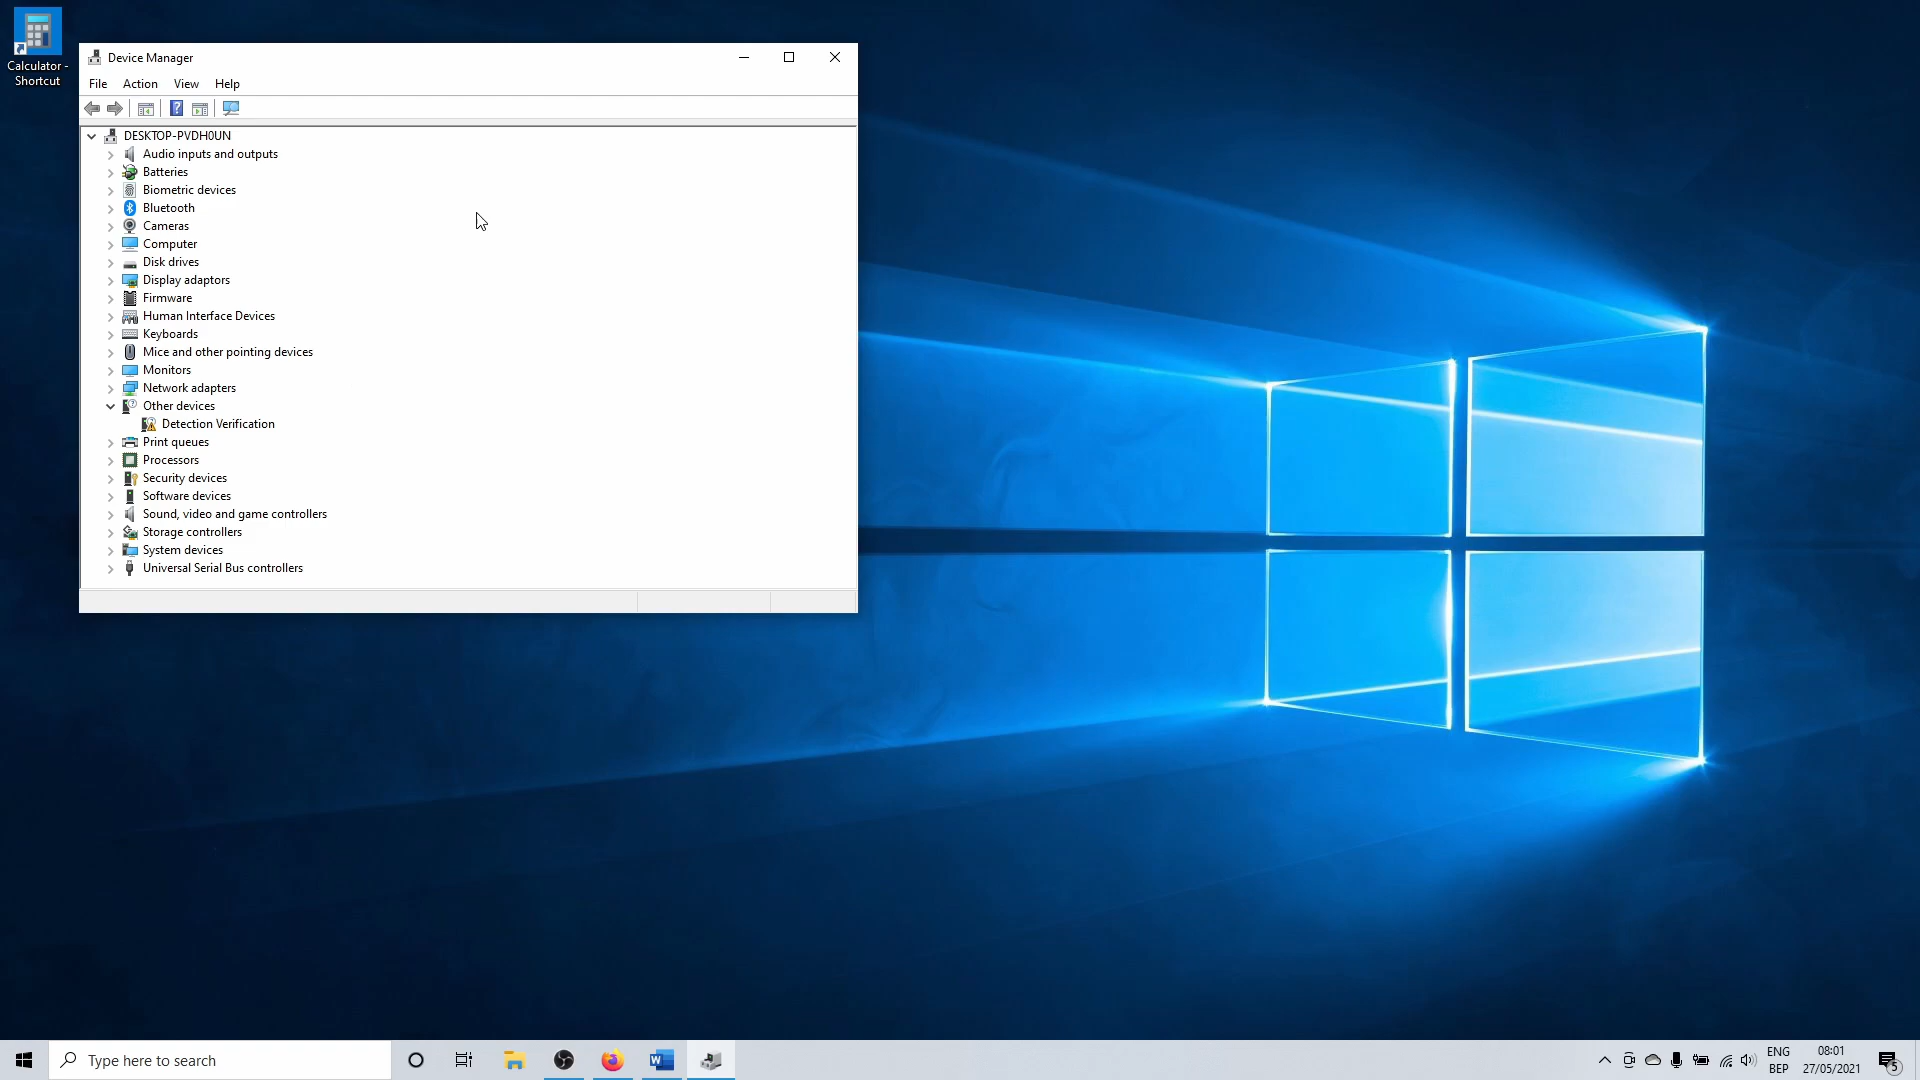 Calculator -
Shortcut
Device Manager
File Action View Help
DESKTOP-PVDH0UN
Audio inputs and outputs
Batteries
Biometric devices
Bluetooth
Cameras
Computer
Disk drives
Display adaptors
Firmware
Human Interface Devices
Keyboards
Mice and other pointing devices
Monitors
Network adapters
Other devices
Detection Verification
Print queues
Processors
Security devices
Software devices
Sound, video and game controllers
Storage controllers
System devices
Universal Serial Bus controllers
Type here to search
ENG
BEP
08:01
27/05/2021
5